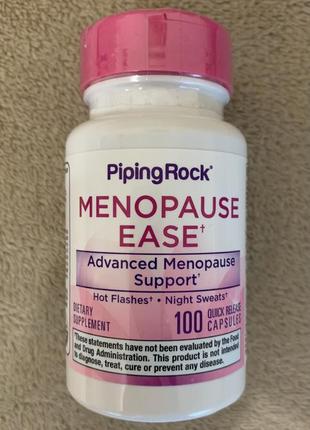 PipingRock®
MENOPAUSE
EASE†
Advanced Menopause
Support†
Hot Flashes† • Night Sweats†
DIETARY
SUPPLEMENT
100 QUICK RELEASE
CAPSULES
†These statements have not been evaluated by the Food
and Drug Administration. This product is not intended
to diagnose, treat, cure or prevent any disease.